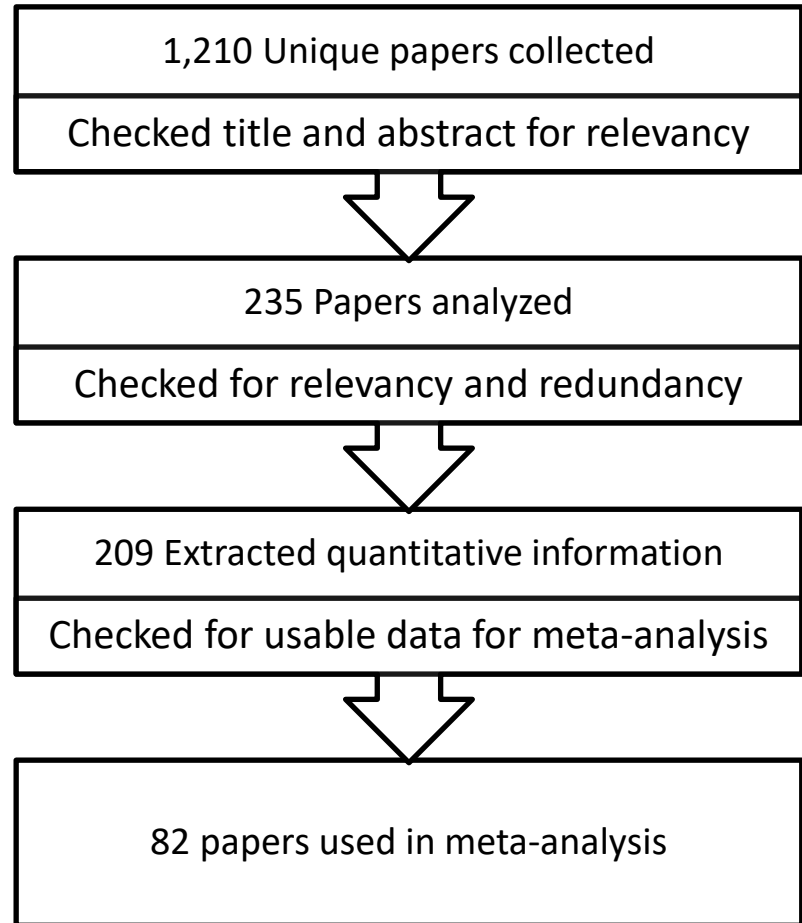 1,210 Unique papers collected
Checked title and abstract for relevancy
235 Papers analyzed
Checked for relevancy and redundancy
209 Extracted quantitative information
Checked for usable data for meta-analysis
82 papers used in meta-analysis